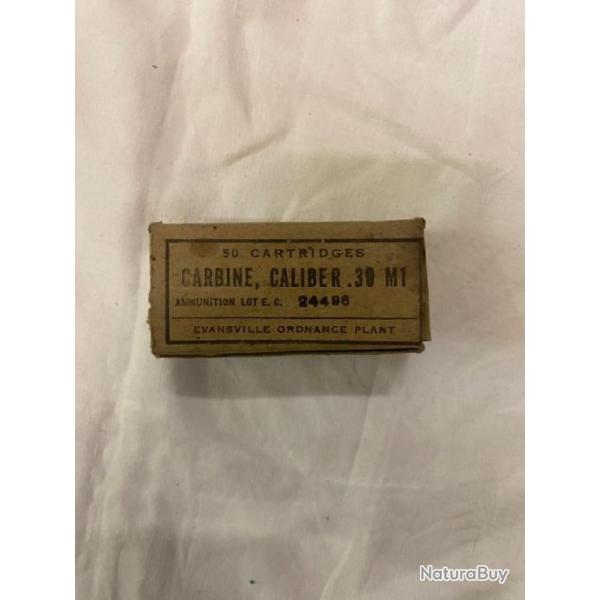 50 CARTRIDGES
CARBINE, CALIBER .30 M1
AMMUNITION LOT E. C. 24496
EVANSVILLE ORDNANCE PLANT
NaturaBuy